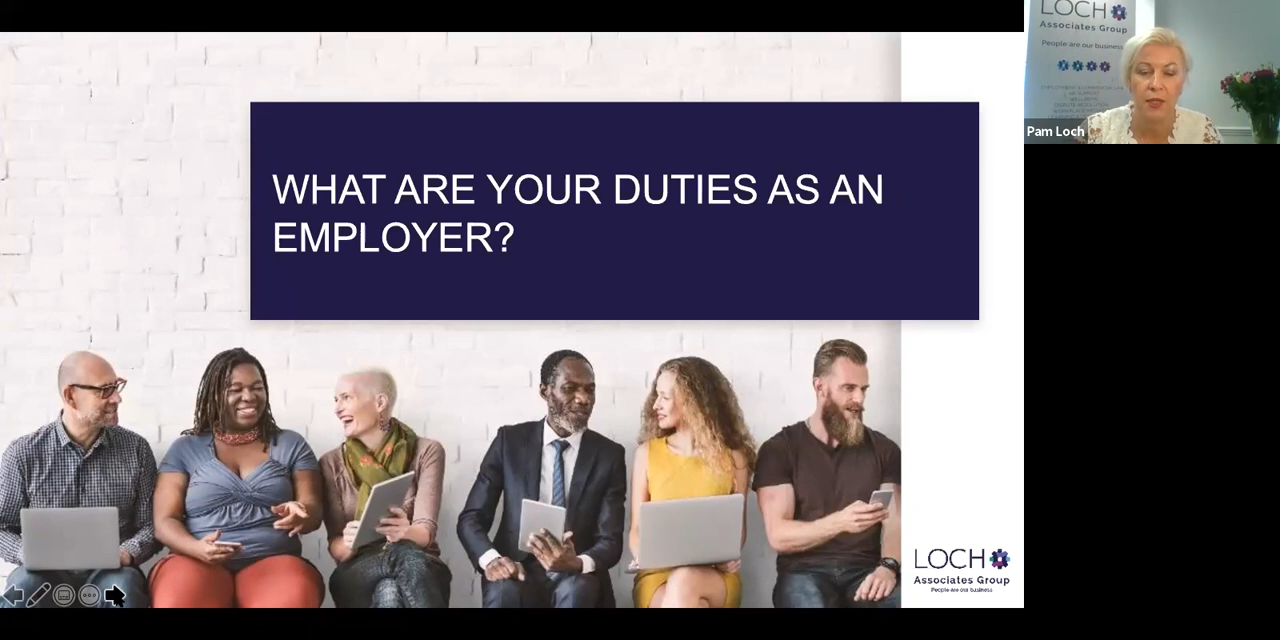 WHAT ARE YOUR DUTIES AS AN
EMPLOYER?
LOCH
Associates Group
People are our business
LOCH
Associates Group
People are our business
Pam Loch